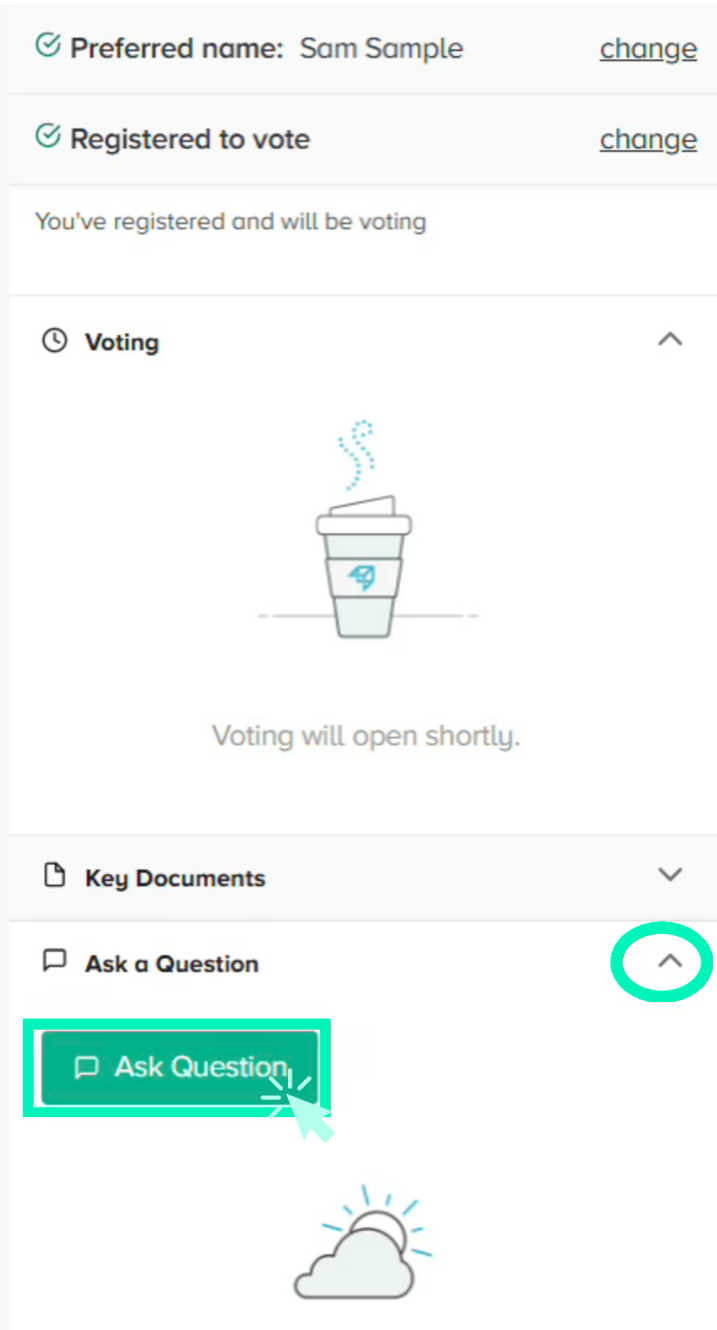 Preferred name: Sam Sample change
Registered to vote change
You've registered and will be voting
Voting
Voting will open shortly.
Key Documents
Ask a Question
Ask Question